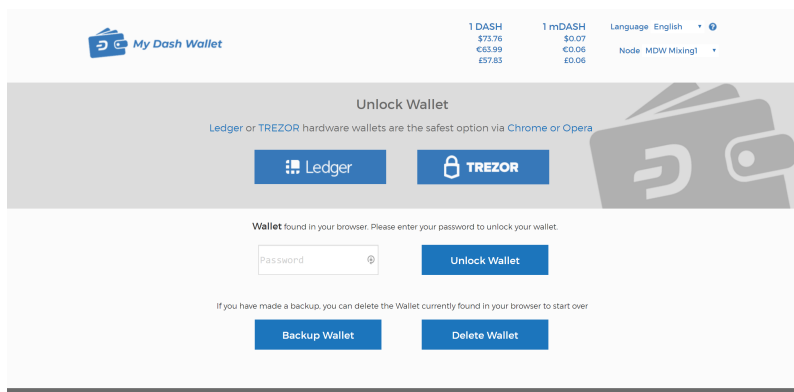 My Dash Wallet
1 DASH
$73.76
€63.99
£57.83
1 mDASH
$0.07
€0.06
£0.06
Language English
Node MDW Mixing1
Unlock Wallet
Ledger or TREZOR hardware wallets are the safest option via Chrome or Opera
Ledger
TREZOR
Wallet found in your browser. Please enter your password to unlock your wallet.
Password
Unlock Wallet
If you have made a backup, you can delete the Wallet currently found in your browser to start over
Backup Wallet
Delete Wallet